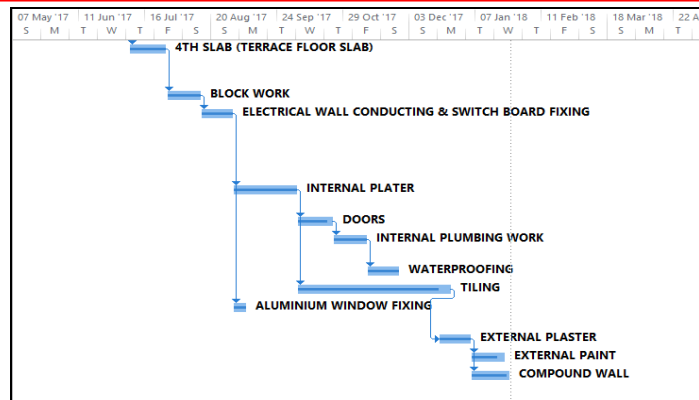 07 May '17 11 Jun '17 16 Jul '17 20 Aug '17 24 Sep '17 29 Oct '17 03 Dec '17 07 Jan '18 11 Feb '18 18 Mar '18 22 A
S M T W T F S S M T W T F S S M T W T F S S M
4TH SLAB (TERRACE FLOOR SLAB)
BLOCK WORK
ELECTRICAL WALL CONDUCTING & SWITCH BOARD FIXING
INTERNAL PLATER
DOORS
INTERNAL PLUMBING WORK
WATERPROOFING
TILING
ALUMINIUM WINDOW FIXING
EXTERNAL PLASTER
EXTERNAL PAINT
COMPOUND WALL